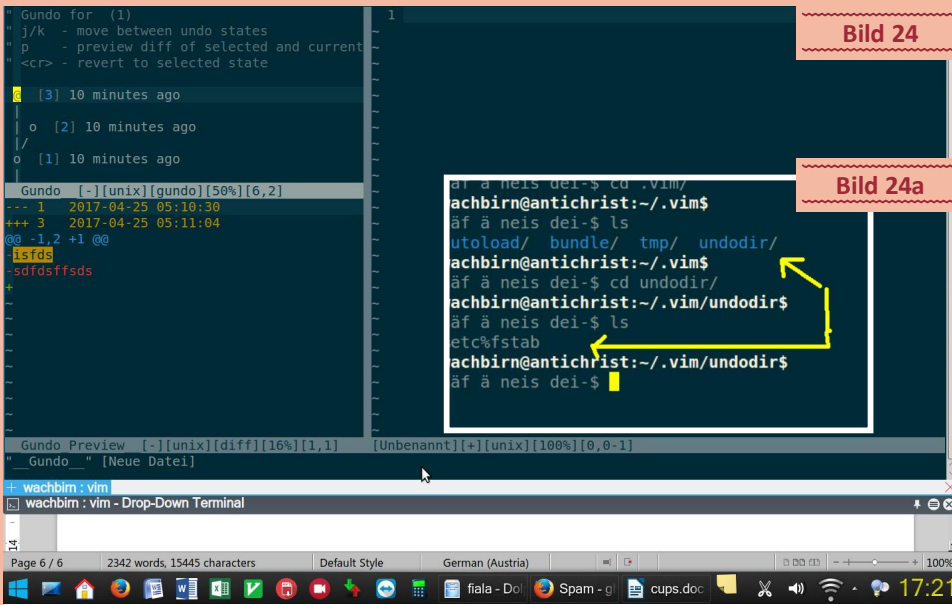 " Gundo for (1)
" j/k - move between undo states
" p - preview diff of selected and current
" <cr> - revert to selected state
@ [3] 10 minutes ago
|
| o [2] 10 minutes ago
|/
o [1] 10 minutes ago
|
Gundo [-][unix][gundo][50%][6,2]
--- 1 2017-04-25 05:10:30
+++ 3 2017-04-25 05:11:04
@@ -1,2 +1 @@
-isfds
-sdfdsffsds
+
~
~
~
~
~
~
~
~
Gundo Preview [-][unix][diff][16%][1,1]
1
~
Bild 24
Bild 24a
äf ä neis dei-$ cd .vim/
achbirn@antichrist:~/.vim$
äf ä neis dei-$ ls
utoload/ bundle/ tmp/ undodir/
achbirn@antichrist:~/.vim$
äf ä neis dei-$ cd undodir/
achbirn@antichrist:~/.vim/undodir$
äf ä neis dei-$ ls
etc%fstab
achbirn@antichrist:~/.vim/undodir$
äf ä neis dei-$
[Unbenannt][+][unix][100%][0,0-1]
"__Gundo__" [Neue Datei]
+ wachbirn : vim
wachbirn : vim - Drop-Down Terminal
14
Page 6 / 6 2342 words, 15445 characters Default Style German (Austria) 100%
fiala - Dol Spam - g cups.doc 17:21